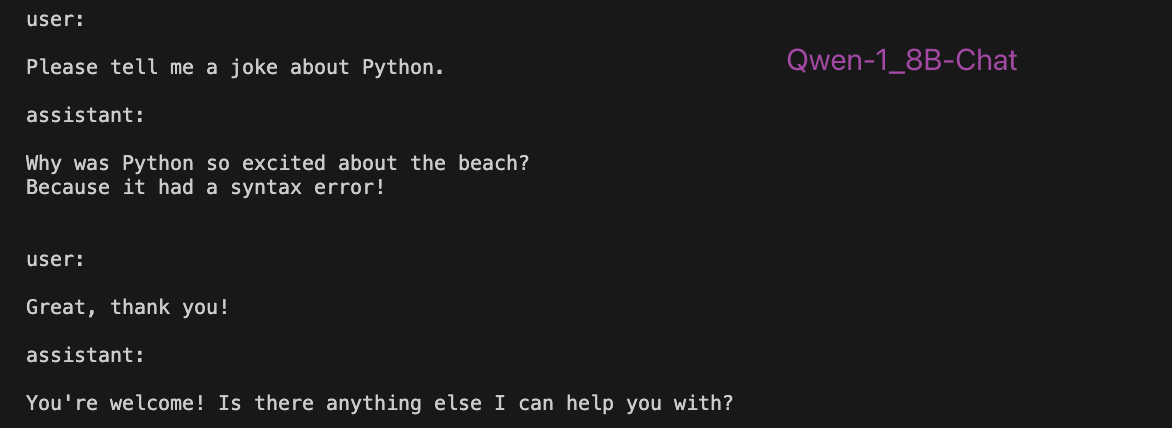 user:
Please tell me a joke about Python.
Qwen-1_8B-Chat
assistant:
Why was Python so excited about the beach?
Because it had a syntax error!
user:
Great, thank you!
assistant:
You're welcome! Is there anything else I can help you with?